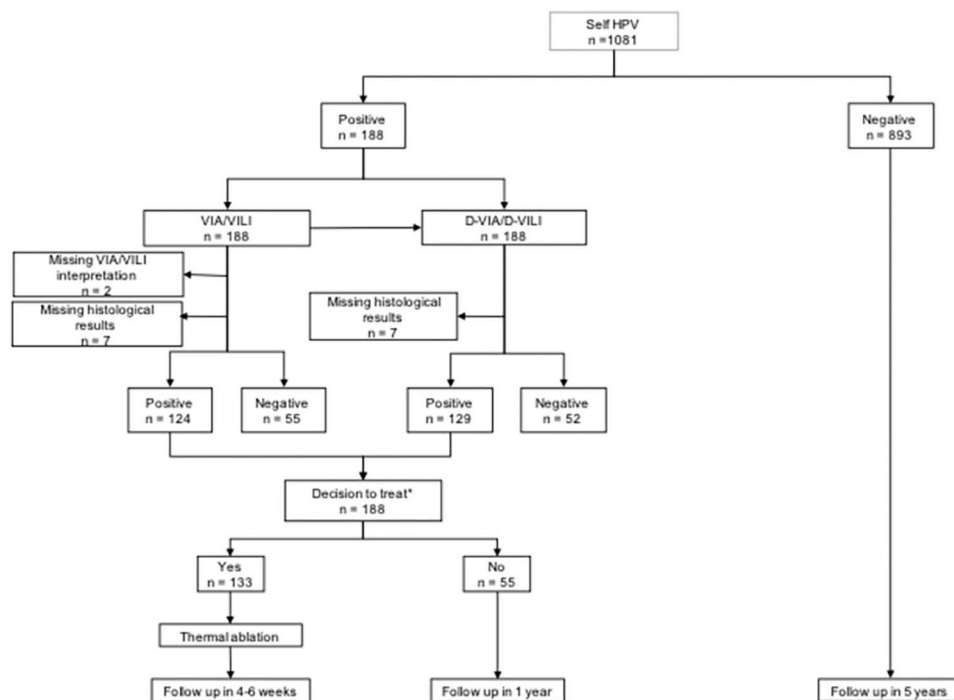 Self HPV
n =1081
Positive
n = 188
Negative
n = 893
VIA/VILI
n = 188
D-VIA/D-VILI
n = 188
Missing VIA/VILI
interpretation
n = 2
Missing histological
results
n = 7
Missing histological
results
n = 7
Positive
n = 124
Negative
n = 55
Positive
n = 129
Negative
n = 52
Decision to treat*
n = 188
Yes
n = 133
No
n = 55
Thermal ablation
Follow up in 4-6 weeks
Follow up in 1 year
Follow up in 5 years